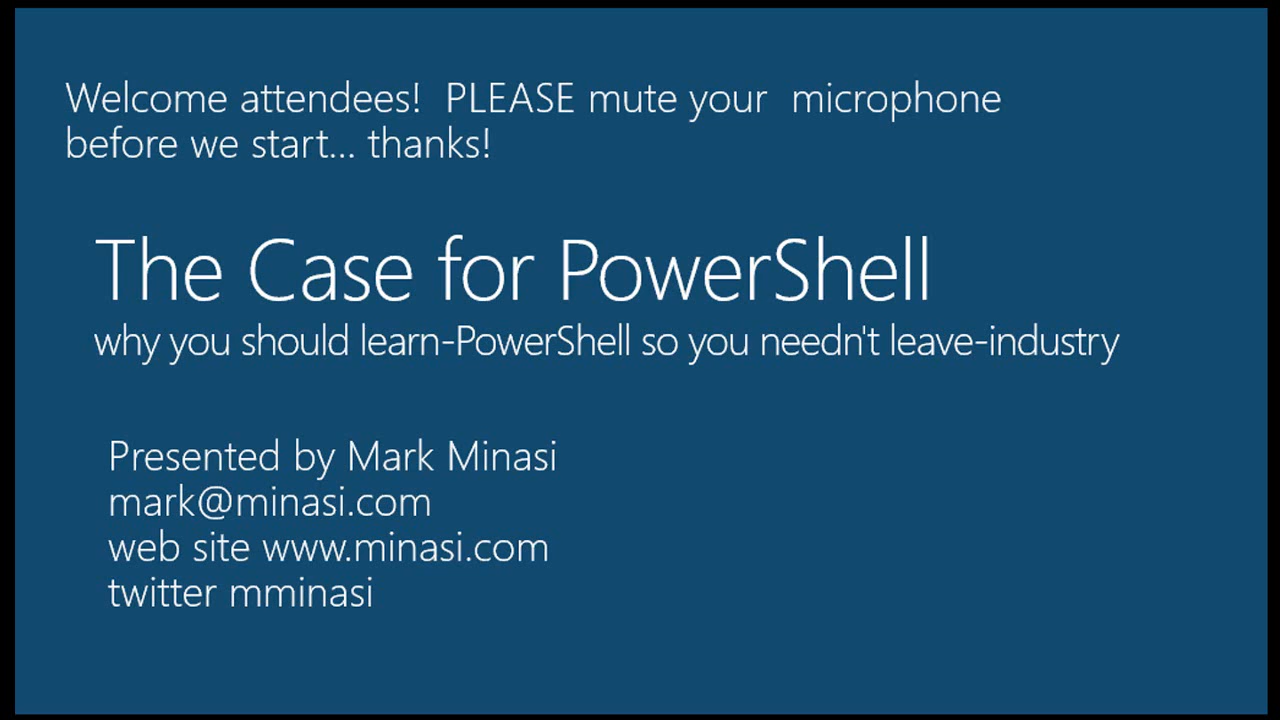 Welcome attendees!  PLEASE mute your  microphone
before we start... thanks!
The Case for PowerShell
why you should learn-PowerShell so you needn't leave-industry
Presented by Mark Minasi
mark@minasi.com
web site www.minasi.com
twitter mminasi